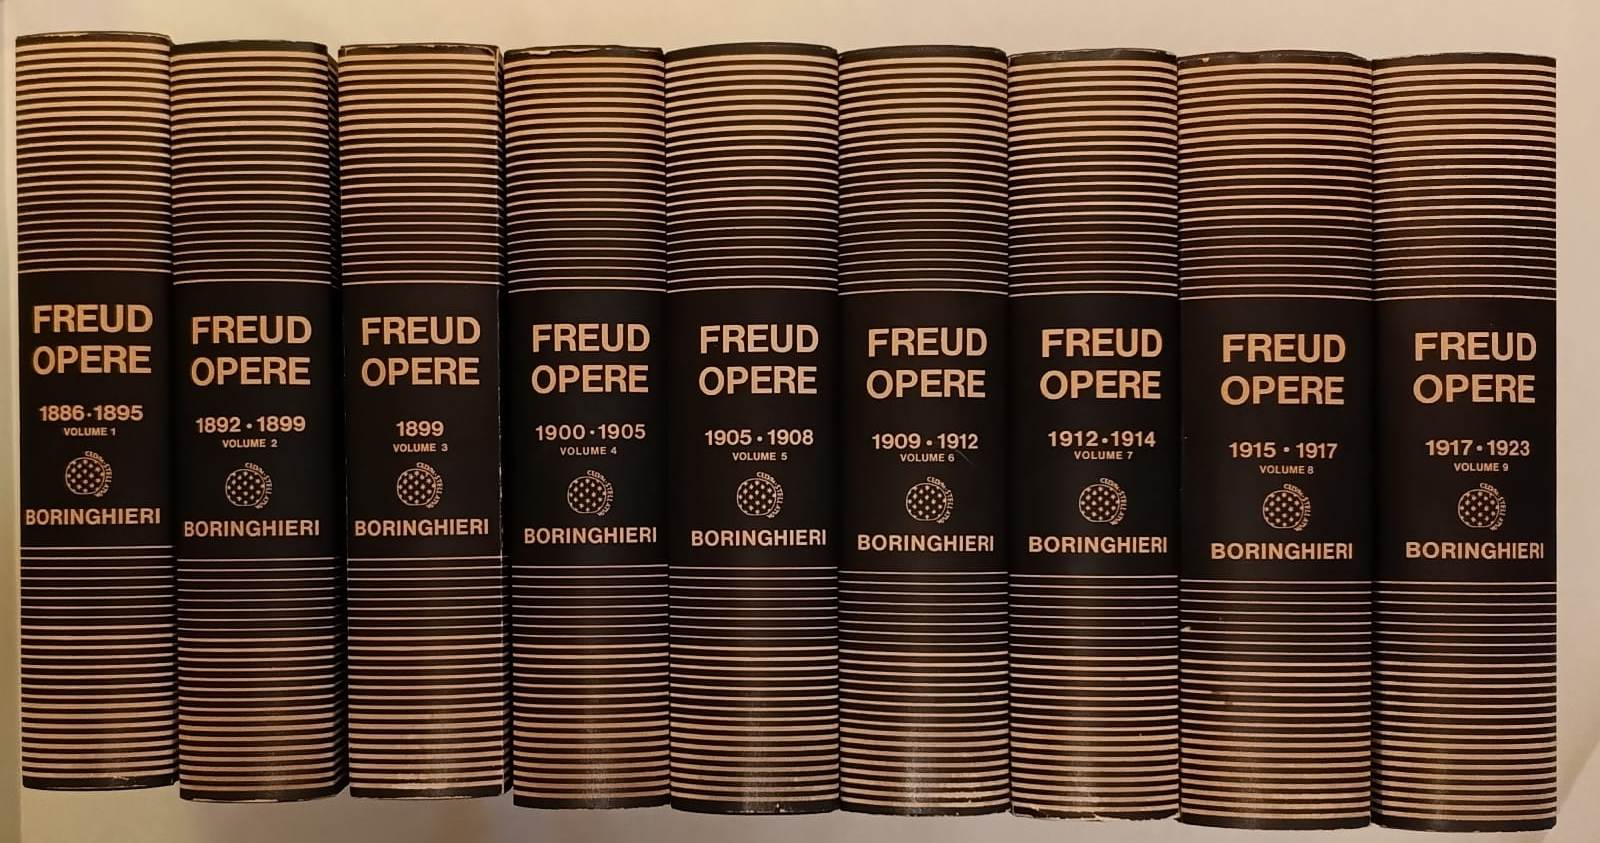 FREUD
OPERE
1886·1895
VOLUME 1
BORINGHIERI
FREUD
OPERE
1892·1899
VOLUME 2
BORINGHIERI
FREUD
OPERE
1899
VOLUME 3
BORINGHIERI
FREUD
OPERE
1900·1905
VOLUME 4
BORINGHIERI
FREUD
OPERE
1905·1908
VOLUME 5
BORINGHIERI
FREUD
OPERE
1909·1912
VOLUME 6
BORINGHIERI
FREUD
OPERE
1912·1914
VOLUME 7
BORINGHIERI
FREUD
OPERE
1915·1917
VOLUME 8
BORINGHIERI
FREUD
OPERE
1917·1923
VOLUME 9
BORINGHIERI